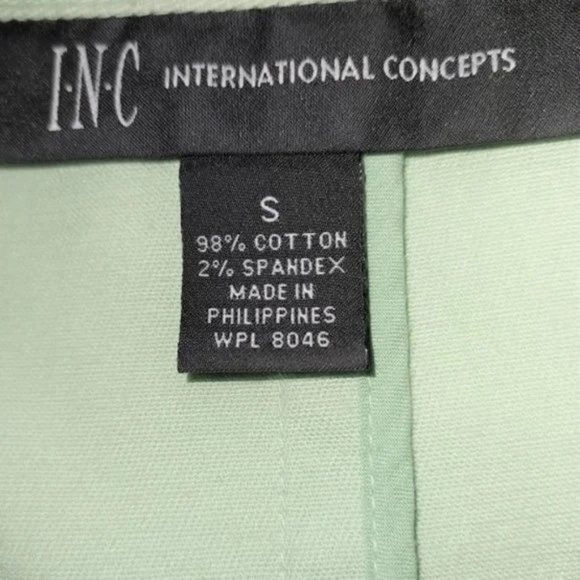 I·N·C INTERNATIONAL CONCEPTS
S
98% COTTON
2% SPANDEX
MADE IN
PHILIPPINES
WPL 8046